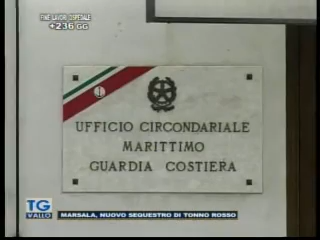 FINE LAVORI OSPEDALE
+236 GG
UFFICIO CIRCONDARIALE
MARITTIMO
GUARDIA COSTIERA
TG
VALLO
MARSALA, NUOVO SEQUESTRO DI TONNO ROSSO